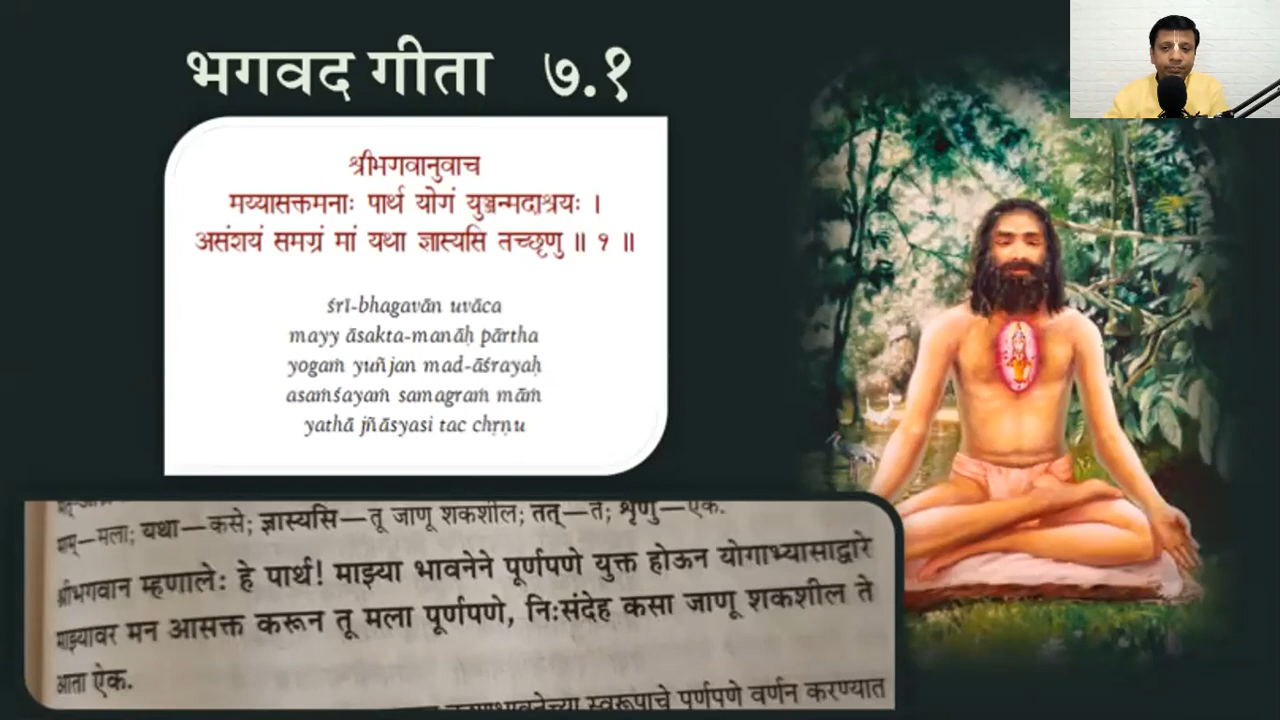 भगवद गीता ७.१
श्रीभगवानुवाच
मय्यासक्तमनाः पार्थ योगं युञ्जन्मदाश्रयः ।
असंशयं समग्रं मां यथा ज्ञास्यसि तच्छृणु ॥ १ ॥
śrī-bhagavān uvāca
mayy āsakta-manāḥ pārtha
yogaṁ yuñjan mad-āśrayaḥ
asaṁśayaṁ samagraṁ māṁ
yathā jñāsyasi tac chṛṇu
माम्—मला; यथा—कसे; ज्ञास्यसि—तू जाणू शकशील; तत्—ते; शृणु—ऐक.
श्रीभगवान म्हणाले: हे पार्थ! माझ्या भावनेने पूर्णपणे युक्त होऊन योगाभ्यासाद्वारे
माझ्यावर मन आसक्त करून तू मला पूर्णपणे, नि:संदेह कसा जाणू शकशील ते
आता ऐक.
स्वरूपाचे पूर्णपणे वर्णन करण्यात